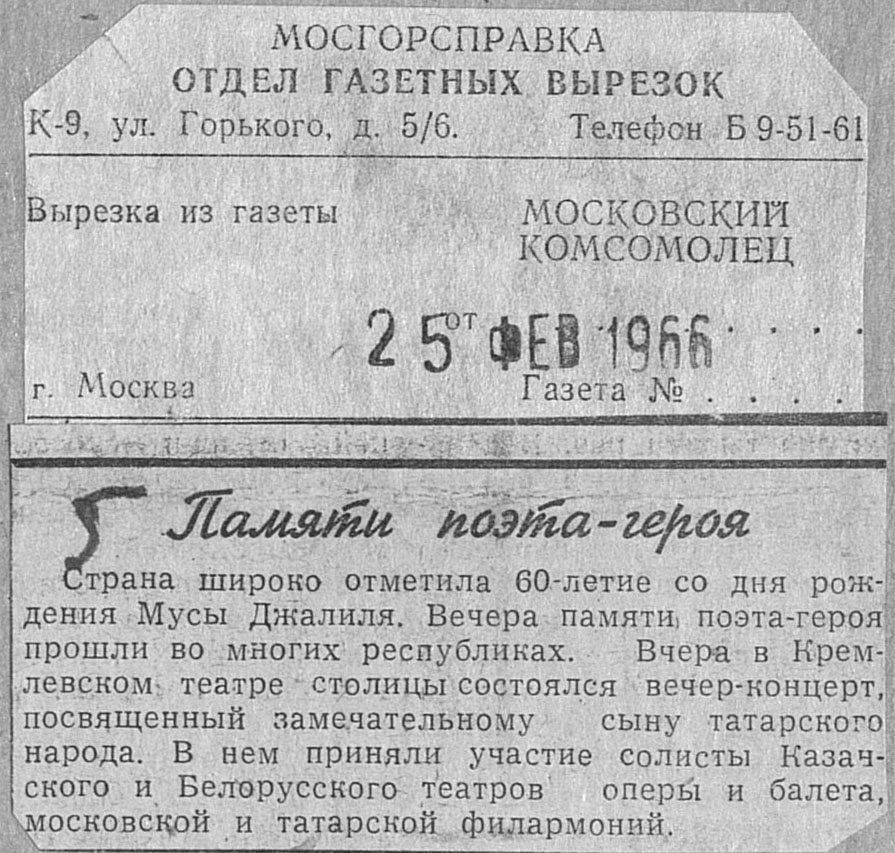 МОСГОРСПРАВКА
ОТДЕЛ ГАЗЕТНЫХ ВЫРЕЗОК
К-9, ул. Горького, д. 5/6. Телефон Б 9-51-61
Вырезка из газеты МОСКОВСКИЙ
КОМСОМОЛЕЦ
25 от ФЕВ 1966 . . . .
г. Москва Газета № . . . .
5 Памяти поэта-героя
Страна широко отметила 60-летие со дня рож-
дения Мусы Джалиля. Вечера памяти поэта-героя
прошли во многих республиках. Вчера в Крем-
левском театре столицы состоялся вечер-концерт,
посвященный замечательному сыну татарского
народа. В нем приняли участие солисты Казач-
ского и Белорусского театров оперы и балета,
московской и татарской филармоний.